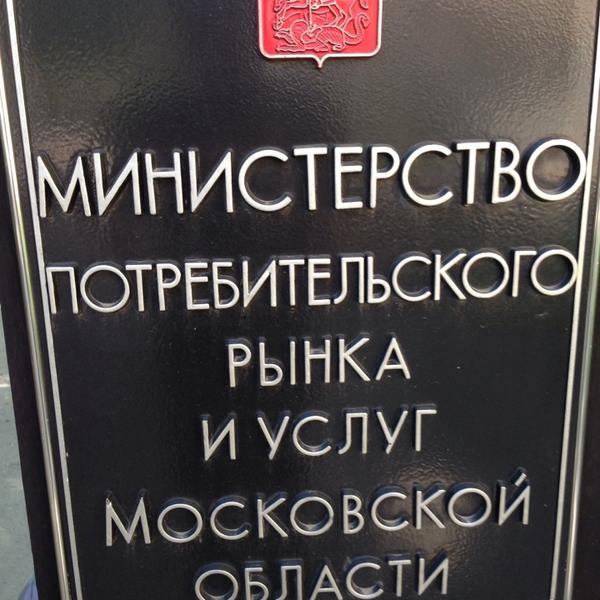 МИНИСТЕРСТВО
ПОТРЕБИТЕЛЬСКОГО
РЫНКА
И УСЛУГ
МОСКОВСКОЙ
ОБЛАСТИ